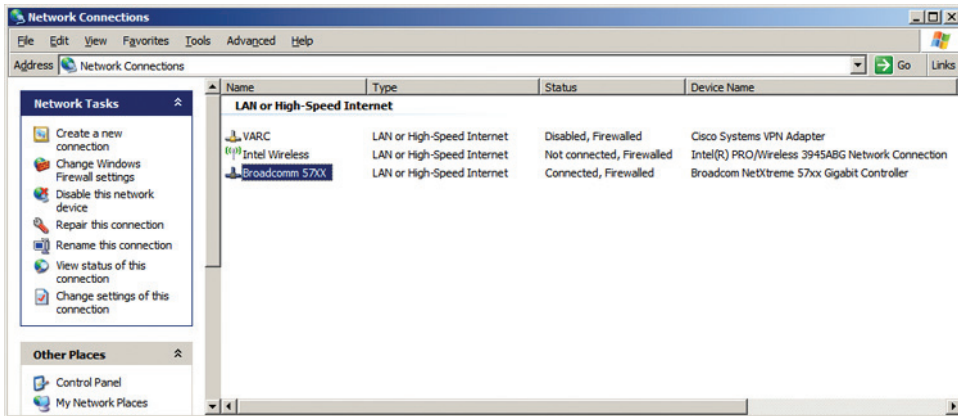 Network Connections
File Edit View Favorites Tools Advanced Help
Address Network Connections Go Links
Network Tasks
Create a new
connection
Change Windows
Firewall settings
Disable this network
device
Repair this connection
Rename this connection
View status of this
connection
Change settings of this
connection
Other Places
Control Panel
My Network Places
Name Type Status Device Name
LAN or High-Speed Internet
VARC LAN or High-Speed Internet Disabled, Firewalled Cisco Systems VPN Adapter
Intel Wireless LAN or High-Speed Internet Not connected, Firewalled Intel(R) PRO/Wireless 3945ABG Network Connection
Broadcomm 57XX LAN or High-Speed Internet Connected, Firewalled Broadcom NetXtreme 57xx Gigabit Controller